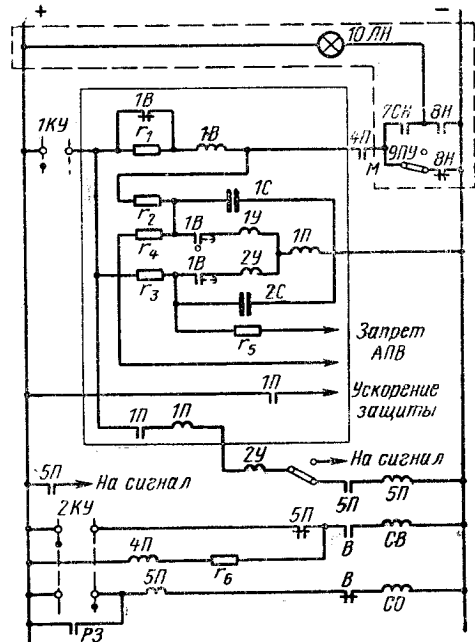 + −
10ЛН
7СН 8Н
1КУ
1В
r1
1В
4П
М
9ПУ
8Н
r2
1С
1В
1У
r4
1П
1В
2У
r3
2С
r5
Запрет
АПВ
1П
Ускорение
защиты
1П 1П
2У
На сигнал
5П
На сигнал
5П 5П
2КУ
5П
В СВ
4П
r6
5П
В
СО
РЗ